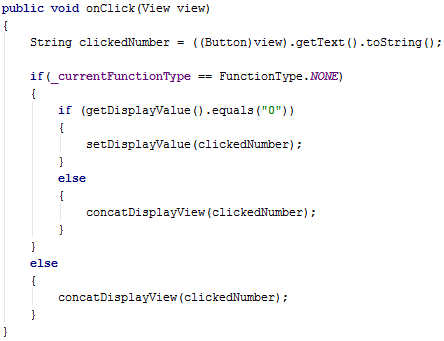 public void onClick(View view)
{
    String clickedNumber = ((Button)view).getText().toString();

    if(_currentFunctionType == FunctionType.NONE)
    {
        if (getDisplayValue().equals("0"))
        {
            setDisplayValue(clickedNumber);
        }
        else
        {
            concatDisplayView(clickedNumber);
        }
    }
    else
    {
        concatDisplayView(clickedNumber);
    }
}